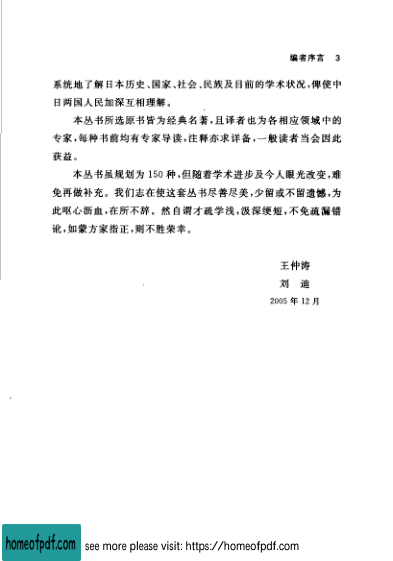 编者序言 3
系统地了解日本历史、国家、社会、民族及目前的学术状况,俾使中
日两国人民加深互相理解。
本丛书所选原书皆为经典名著,且译者也为各相应领域中的
专家,每种书前均有专家导读,注释亦求详备,一般读者当会因此
获益。
本丛书虽规划为 150 种,但随着学术进步及今人眼光改变,难
免再做补充。我们志在使这套丛书尽善尽美,少留或不留遗憾,为
此呕心沥血,在所不辞。然自谓才疏学浅,汲深绠短,不免疏漏错
讹,如蒙方家指正,则不胜荣幸。
王仲涛
刘 迪
2005 年 12 月
homeofpdf.com see more please visit: https://homeofpdf.com